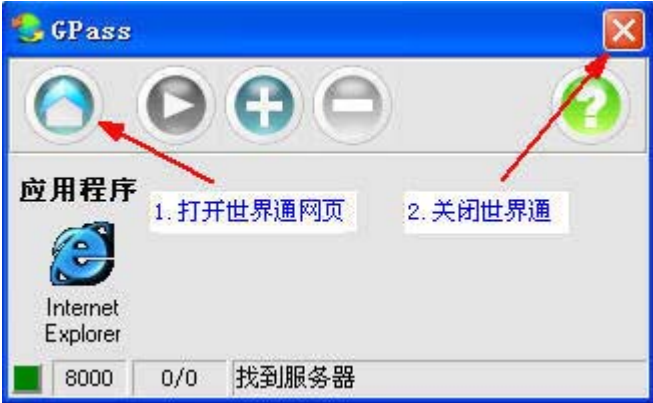 GPass
应用程序
1.打开世界通网页
2.关闭世界通
Internet
Explorer
8000
0/0
找到服务器